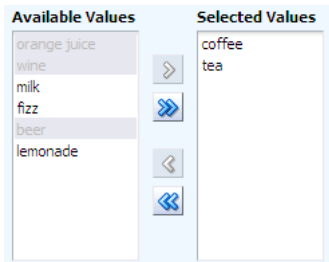 Available Values
orange juice
wine
milk
fizz
beer
lemonade
Selected Values
coffee
tea